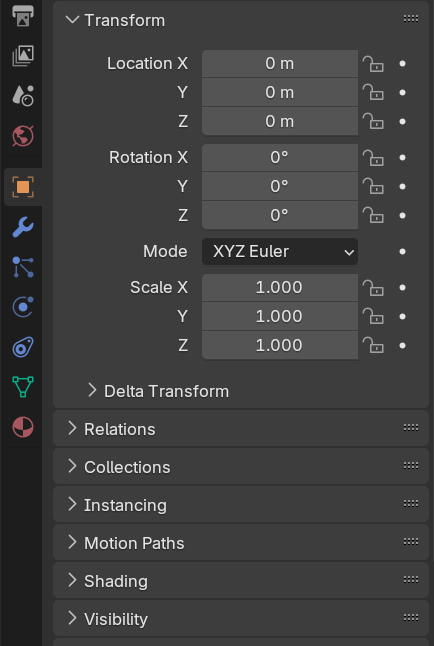 Transform
Location X 0 m
Y 0 m
Z 0 m
Rotation X 0°
Y 0°
Z 0°
Mode XYZ Euler
Scale X 1.000
Y 1.000
Z 1.000
Delta Transform
Relations
Collections
Instancing
Motion Paths
Shading
Visibility